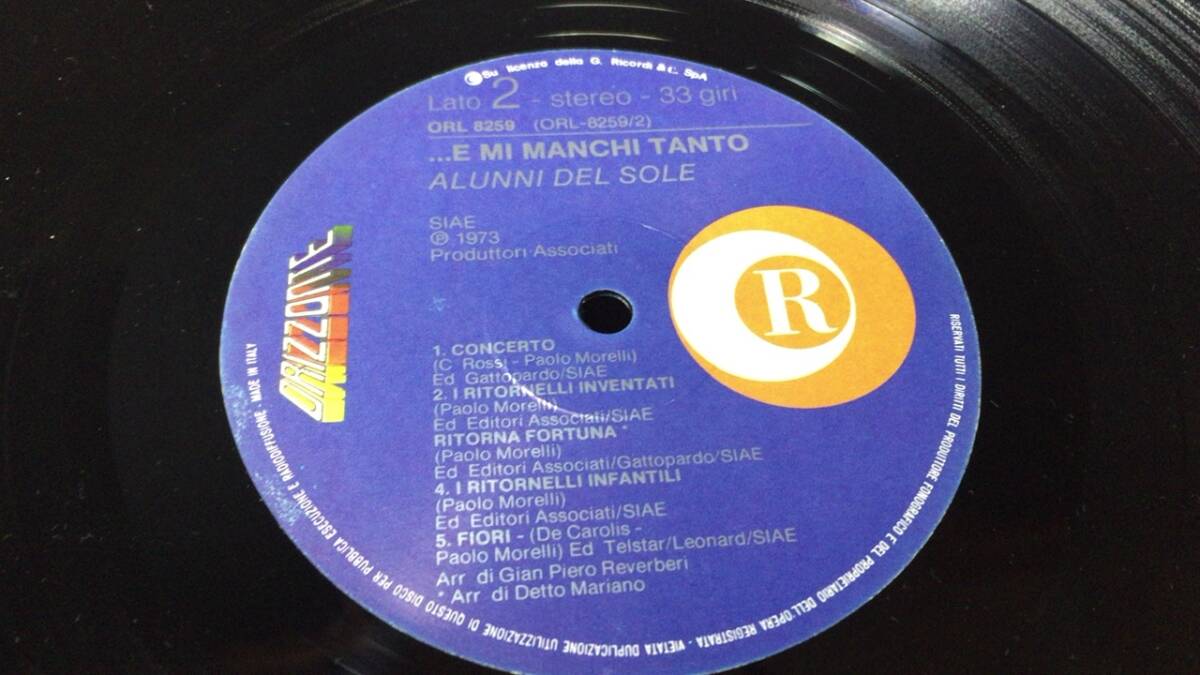 Su licenza della G. Ricordi & C. SpA
Lato 2 - stereo - 33 giri
ORL 8259 (ORL-8259/2)
...E MI MANCHI TANTO
ALUNNI DEL SOLE
SIAE
℗ 1973
Produttori Associati
ORIZZONTE
R
1. CONCERTO
(C Rossi - Paolo Morelli)
Ed Gattopardo/SIAE
2. I RITORNELLI INVENTATI
(Paolo Morelli)
Ed Editori Associati/SIAE
RITORNA FORTUNA *
(Paolo Morelli)
Ed Editori Associati/Gattopardo/SIAE
4. I RITORNELLI INFANTILI
(Paolo Morelli)
Ed Editori Associati/SIAE
5. FIORI - (De Carolis -
Paolo Morelli) Ed Telstar/Leonard/SIAE
Arr di Gian Piero Reverberi
* Arr di Detto Mariano
RISERVATI TUTTI I DIRITTI DEL PRODUTTORE FONOGRAFICO E DEL PROPRIETARIO DELL'OPERA REGISTRATA - VIETATA DUPLICAZIONE UTILIZZAZIONE DI QUESTO DISCO PER PUBBLICA ESECUZIONE E RADIODIFFUSIONE - MADE IN ITALY